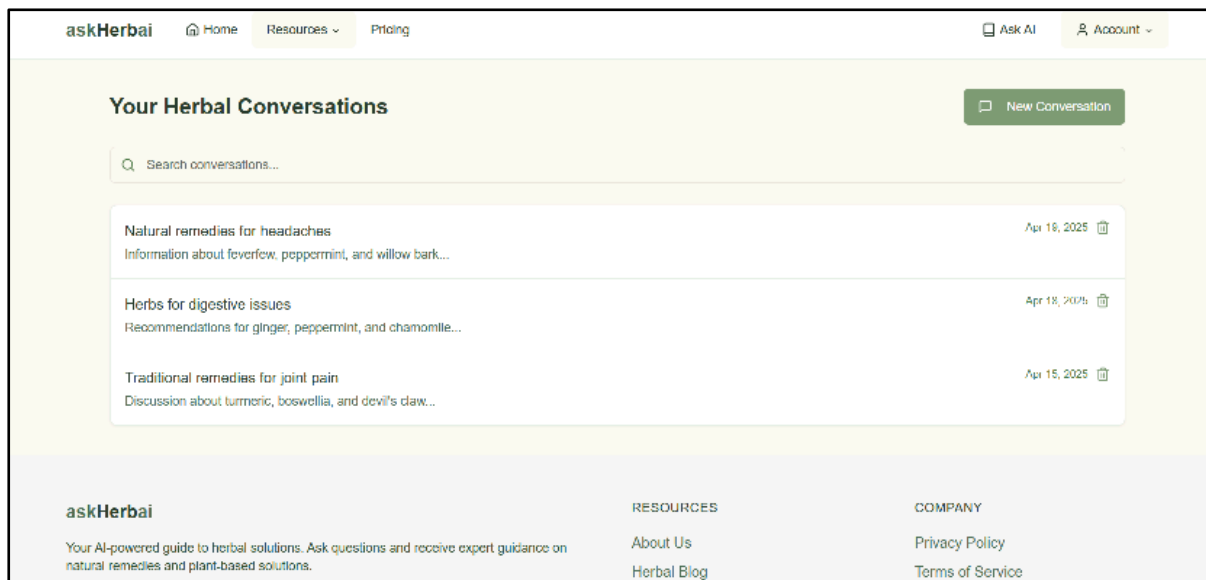 askHerbai Home Resources Pricing Ask AI Account
Your Herbal Conversations New Conversation
Search conversations...
Natural remedies for headaches Apr 19, 2025
Information about feverfew, peppermint, and willow bark...
Herbs for digestive issues Apr 18, 2025
Recommendations for ginger, peppermint, and chamomile...
Traditional remedies for joint pain Apr 15, 2025
Discussion about turmeric, boswellia, and devil's claw...
askHerbai RESOURCES COMPANY
Your AI-powered guide to herbal solutions. Ask questions and receive expert guidance on About Us Privacy Policy
natural remedies and plant-based solutions. Herbal Blog Terms of Service